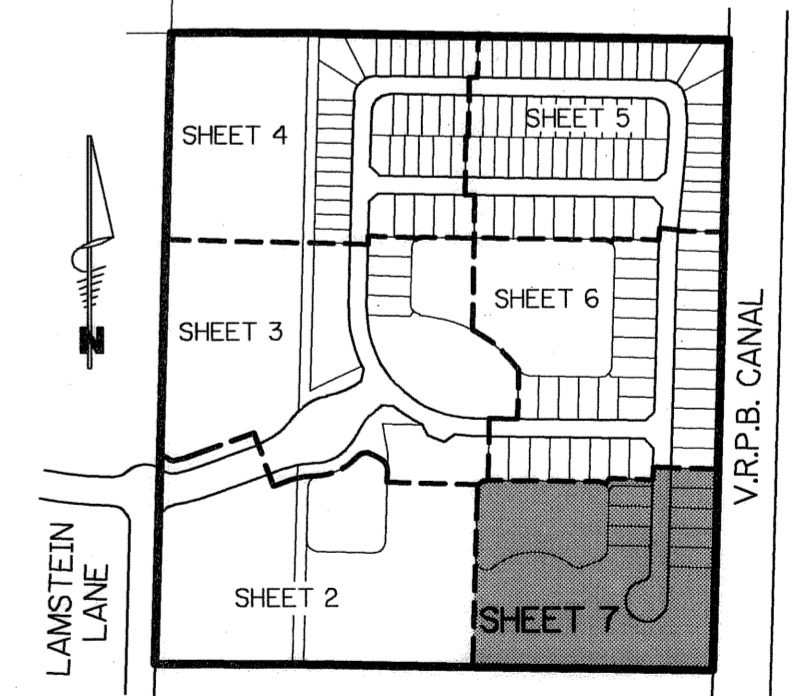 SHEET 4
SHEET 5
SHEET 3
SHEET 6
N
V.R.P.B. CANAL
LAMSTEIN
LANE
SHEET 2
SHEET 7